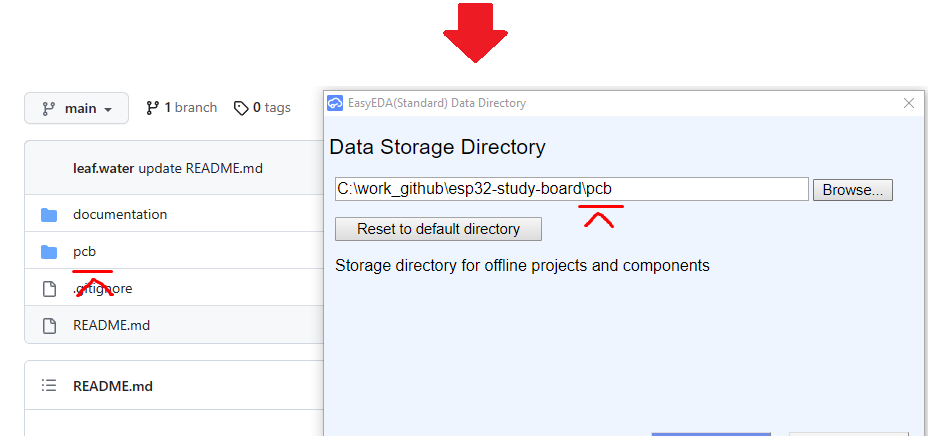 main
1 branch
0 tags
leaf.water update README.md
documentation
pcb
.gitignore
README.md
README.md
EasyEDA(Standard) Data Directory
Data Storage Directory
C:\work_github\esp32-study-board\pcb
Browse...
Reset to default directory
Storage directory for offline projects and components